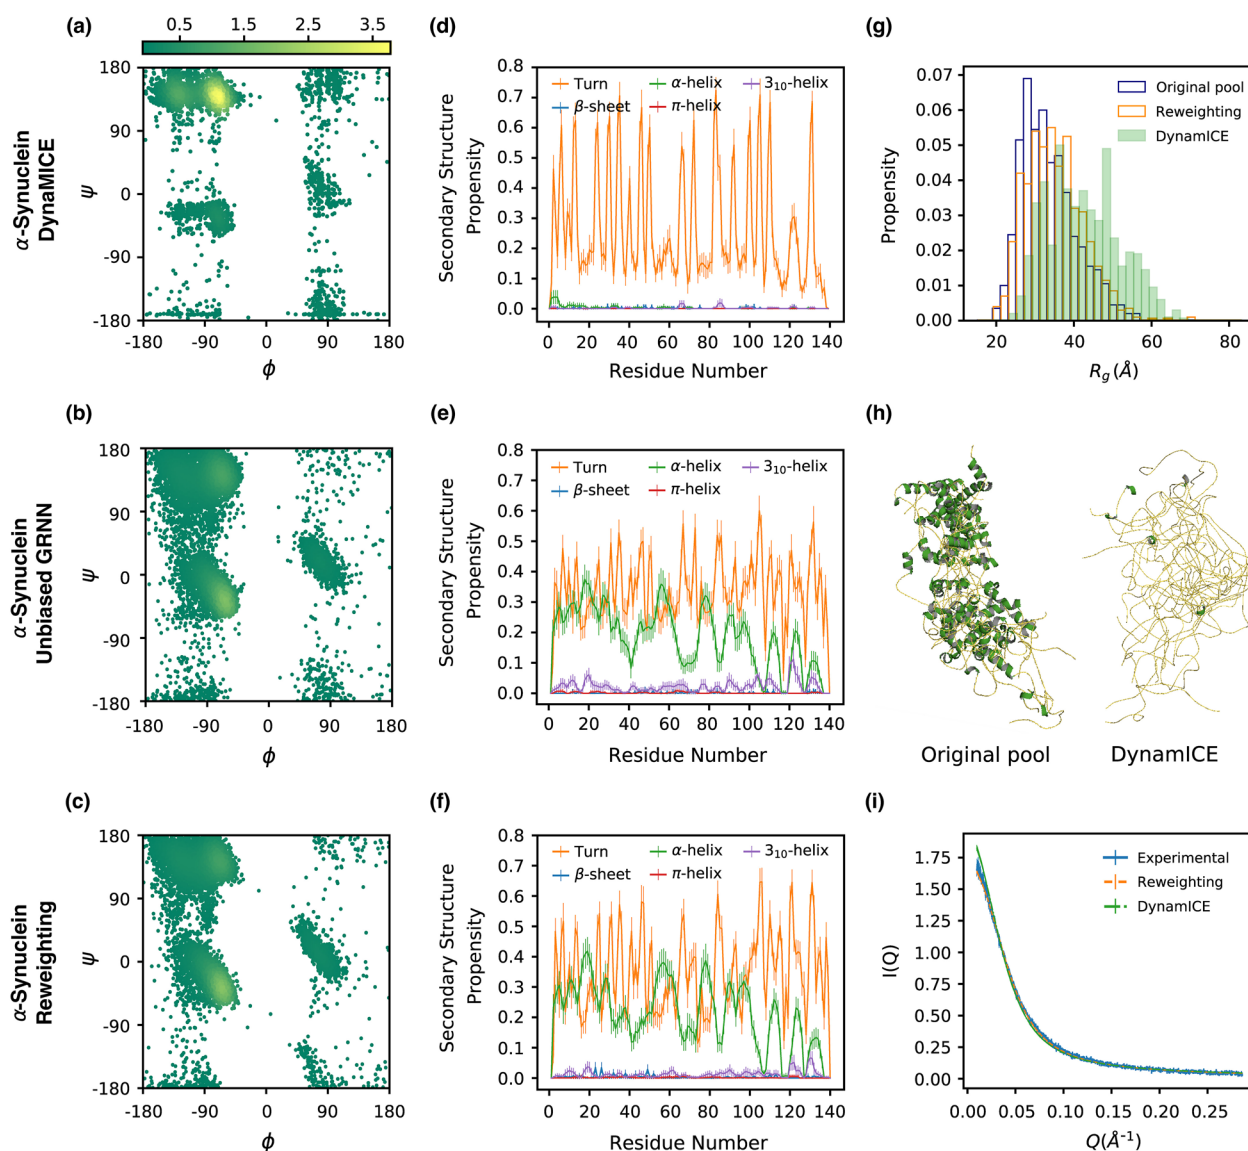 (a)
0.5 1.5 2.5 3.5
α-Synuclein
DynaMICE
180
90
0
-90
-180
ψ
-180 -90 0 90 180
ϕ
(d)
Secondary Structure
Propensity
0.8
0.7
0.6
0.5
0.4
0.3
0.2
0.1
0.0
Turn α-helix 3₁₀-helix
β-sheet π-helix
0 20 40 60 80 100 120 140
Residue Number
(g)
Propensity
0.07
0.06
0.05
0.04
0.03
0.02
0.01
0.00
Original pool
Reweighting
DynamICE
20 40 60 80
R_g (Å)
(b)
α-Synuclein
Unbiased GRNN
180
90
0
-90
-180
ψ
-180 -90 0 90 180
ϕ
(e)
Secondary Structure
Propensity
0.8
0.7
0.6
0.5
0.4
0.3
0.2
0.1
0.0
Turn α-helix 3₁₀-helix
β-sheet π-helix
0 20 40 60 80 100 120 140
Residue Number
(h)
Original pool DynamICE
(c)
α-Synuclein
Reweighting
180
90
0
-90
-180
ψ
-180 -90 0 90 180
ϕ
(f)
Secondary Structure
Propensity
0.8
0.7
0.6
0.5
0.4
0.3
0.2
0.1
0.0
Turn α-helix 3₁₀-helix
β-sheet π-helix
0 20 40 60 80 100 120 140
Residue Number
(i)
I(Q)
1.75
1.50
1.25
1.00
0.75
0.50
0.25
0.00
Experimental
Reweighting
DynamICE
0.00 0.05 0.10 0.15 0.20 0.25
Q(Å⁻¹)